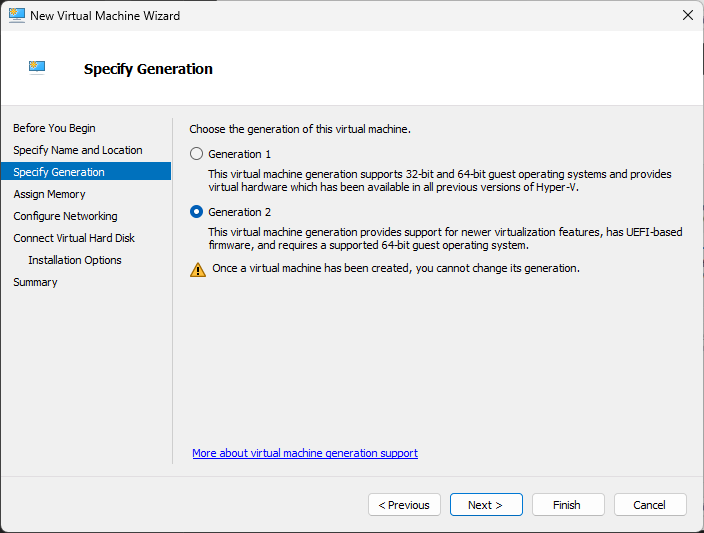 New Virtual Machine Wizard
Specify Generation
Before You Begin
Specify Name and Location
Specify Generation
Assign Memory
Configure Networking
Connect Virtual Hard Disk
Installation Options
Summary
Choose the generation of this virtual machine.
Generation 1
This virtual machine generation supports 32-bit and 64-bit guest operating systems and provides
virtual hardware which has been available in all previous versions of Hyper-V.
Generation 2
This virtual machine generation provides support for newer virtualization features, has UEFI-based
firmware, and requires a supported 64-bit guest operating system.
Once a virtual machine has been created, you cannot change its generation.
More about virtual machine generation support
< Previous
Next >
Finish
Cancel